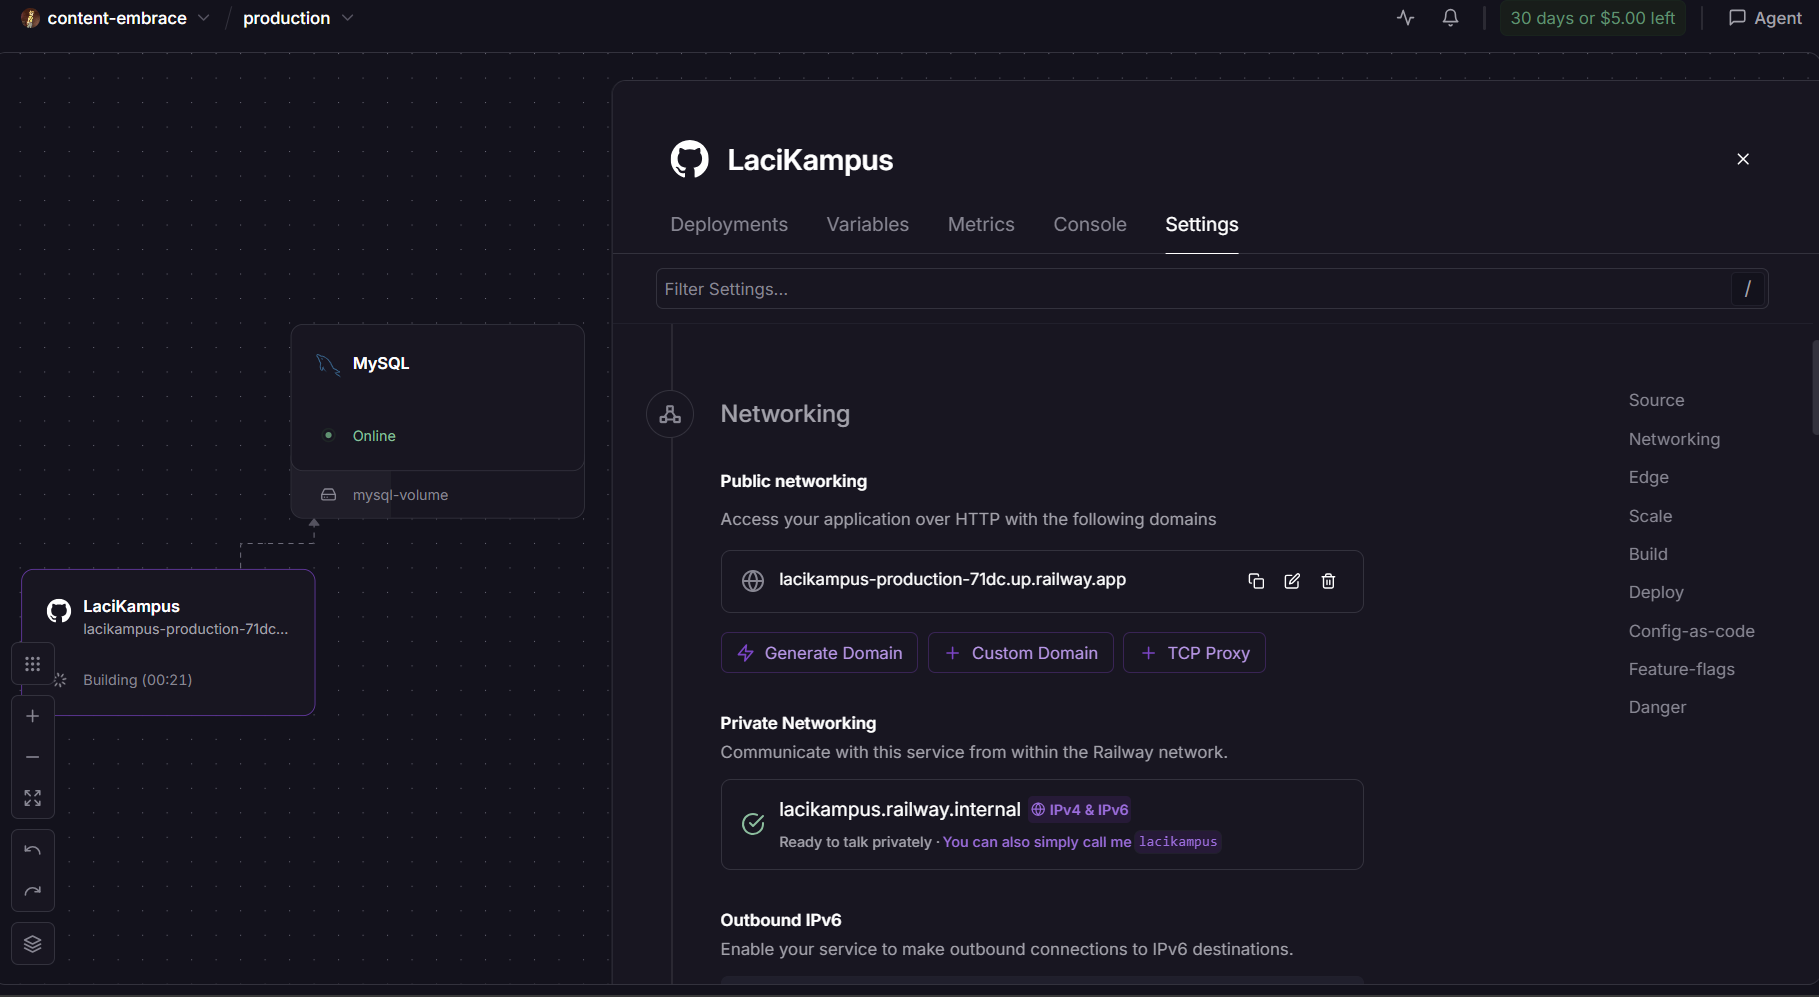 content-embrace
production
30 days or $5.00 left
Agent
LaciKampus
Deployments
Variables
Metrics
Console
Settings
Filter Settings...
/
MySQL
Online
mysql-volume
LaciKampus
lacikampus-production-71dc...
Building (00:21)
Networking
Public networking
Access your application over HTTP with the following domains
lacikampus-production-71dc.up.railway.app
Generate Domain
Custom Domain
TCP Proxy
Private Networking
Communicate with this service from within the Railway network.
lacikampus.railway.internal IPv4 & IPv6
Ready to talk privately · You can also simply call me lacikampus
Outbound IPv6
Enable your service to make outbound connections to IPv6 destinations.
Source
Networking
Edge
Scale
Build
Deploy
Config-as-code
Feature-flags
Danger